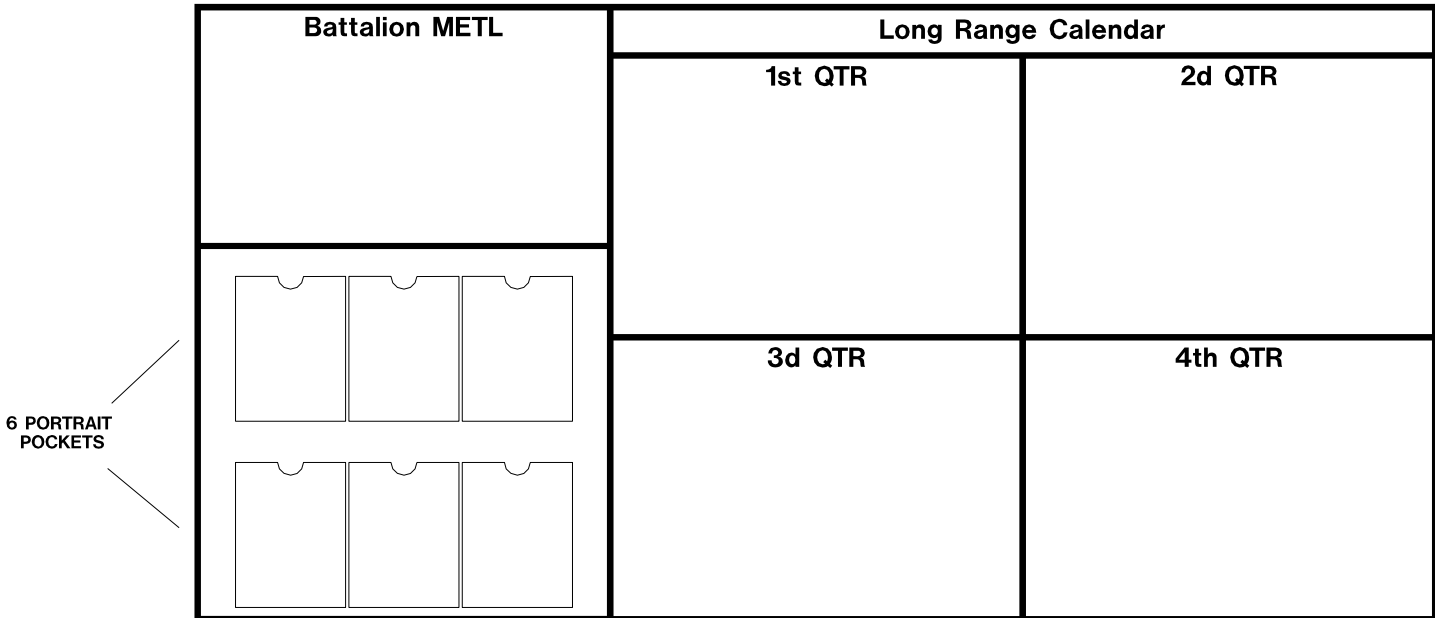 Battalion METL
Long Range Calendar
1st QTR
2d QTR
3d QTR
4th QTR
6 PORTRAIT
POCKETS